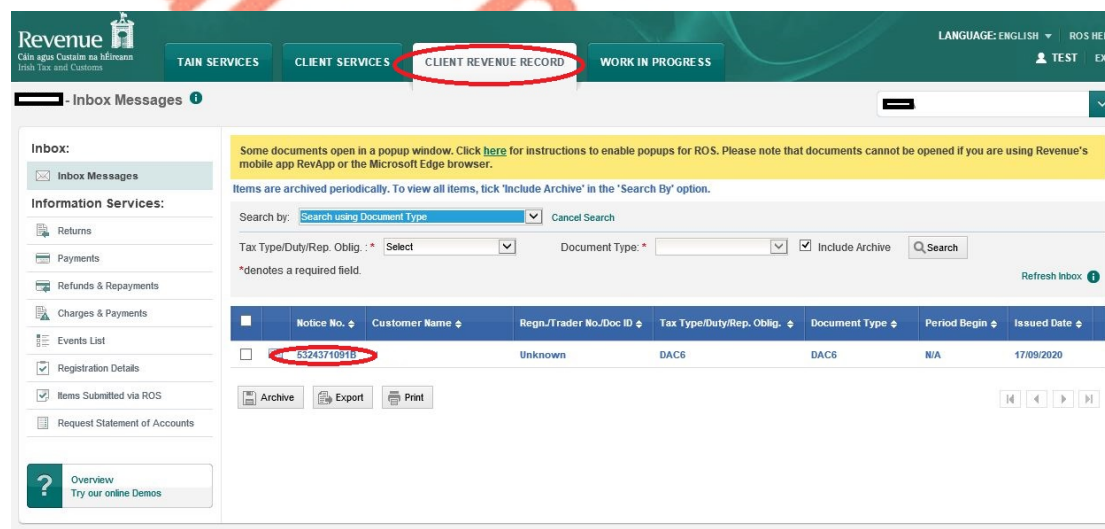 Revenue
Cáin agus Custaim na hÉireann
Irish Tax and Customs
TAIN SERVICES
CLIENT SERVICES
CLIENT REVENUE RECORD
WORK IN PROGRESS
LANGUAGE: ENGLISH
ROS HE
TEST
EX
- Inbox Messages
Inbox:
Inbox Messages
Information Services:
Returns
Payments
Refunds & Repayments
Charges & Payments
Events List
Registration Details
Items Submitted via ROS
Request Statement of Accounts
? Overview
Try our online Demos
Some documents open in a popup window. Click here for instructions to enable popups for ROS. Please note that documents cannot be opened if you are using Revenue's
mobile app RevApp or the Microsoft Edge browser.
Items are archived periodically. To view all items, tick 'Include Archive' in the 'Search By' option.
Search by: Search using Document Type Cancel Search
Tax Type/Duty/Rep. Oblig. : * Select Document Type: * Include Archive Search
*denotes a required field.
Refresh Inbox
Notice No. Customer Name Regn./Trader No./Doc ID Tax Type/Duty/Rep. Oblig. Document Type Period Begin Issued Date
5324371091B Unknown DAC6 DAC6 N/A 17/09/2020
Archive Export Print